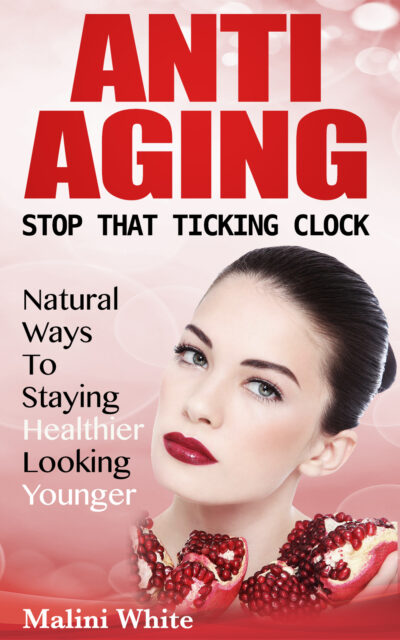 ANTI
AGING
STOP THAT TICKING CLOCK
Natural
Ways
To
Staying
Healthier
Looking
Younger
Malini White